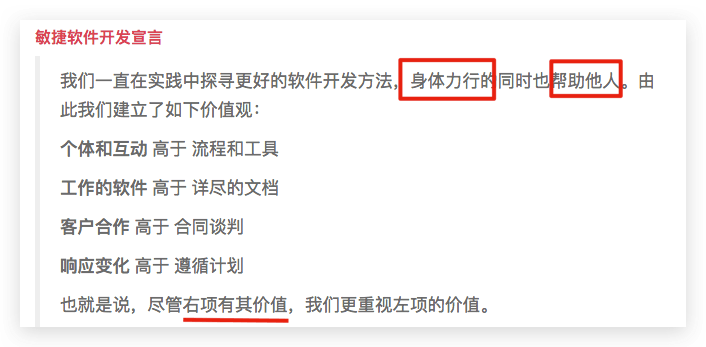 敏捷软件开发宣言
我们一直在实践中探寻更好的软件开发方法，身体力行的同时也帮助他人。由
此我们建立了如下价值观：
个体和互动 高于 流程和工具
工作的软件 高于 详尽的文档
客户合作 高于 合同谈判
响应变化 高于 遵循计划
也就是说，尽管右项有其价值，我们更重视左项的价值。